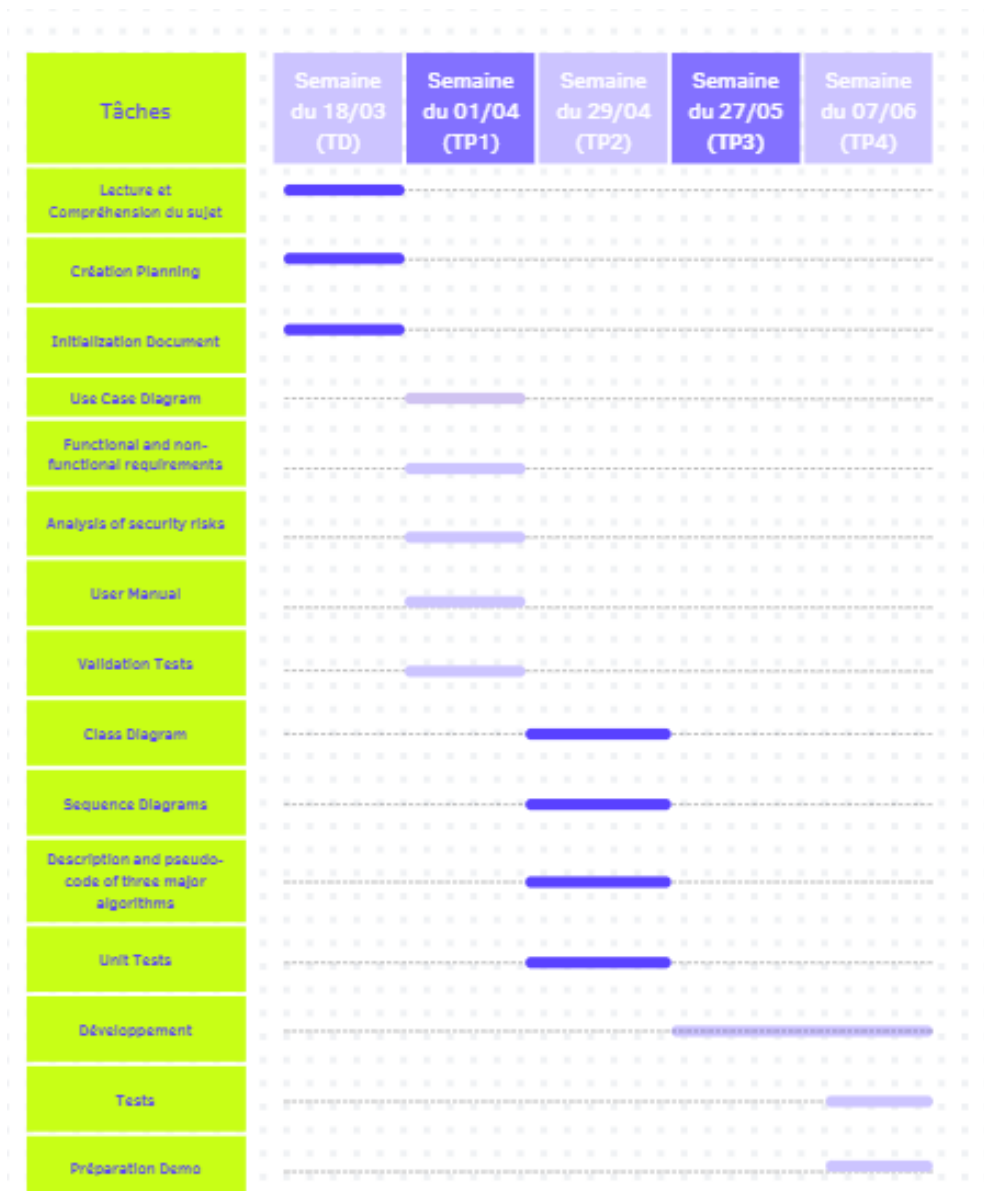 Tâches
Semaine
du 18/03
(TD)
Semaine
du 01/04
(TP1)
Semaine
du 29/04
(TP2)
Semaine
du 27/05
(TP3)
Semaine
du 07/06
(TP4)
Lecture et
Compréhension du sujet
Création Planning
Initialization Document
Use Case Diagram
Functional and non-
functional requirements
Analysis of security risks
User Manual
Validation Tests
Class Diagram
Sequence Diagrams
Description and pseudo-
code of three major
algorithms
Unit Tests
Développement
Tests
Préparation Demo